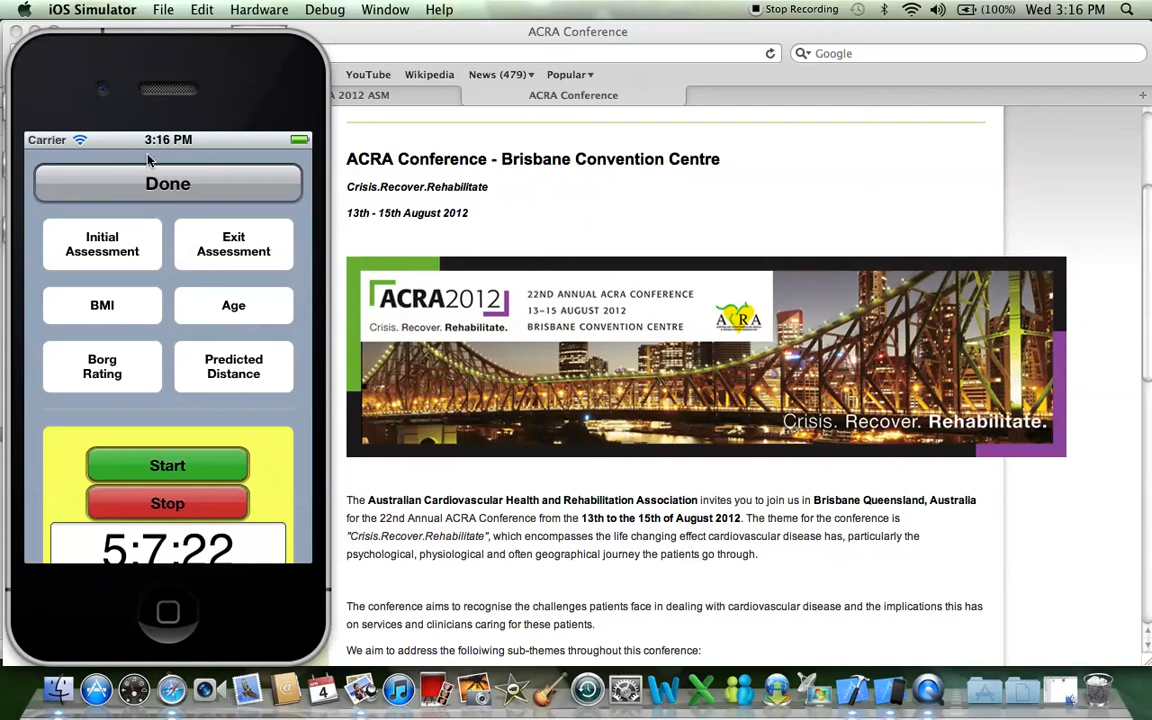 iOS Simulator File Edit Hardware Debug Window Help Stop Recording (100%) Wed 3:16 PM
ACRA Conference
Google
YouTube Wikipedia News (479)▾ Popular▾
2012 ASM ACRA Conference
Carrier 3:16 PM
Done
Initial Assessment
Exit Assessment
BMI
Age
Borg Rating
Predicted Distance
Start
Stop
5:7:22
ACRA Conference - Brisbane Convention Centre
Crisis.Recover.Rehabilitate
13th - 15th August 2012
ACRA2012
Crisis. Recover. Rehabilitate.
22ND ANNUAL ACRA CONFERENCE
13–15 AUGUST 2012
BRISBANE CONVENTION CENTRE
ACRA
Crisis. Recover. Rehabilitate.
The Australian Cardiovascular Health and Rehabilitation Association invites you to join us in Brisbane Queensland, Australia
for the 22nd Annual ACRA Conference from the 13th to the 15th of August 2012. The theme for the conference is
"Crisis.Recover.Rehabilitate", which encompasses the life changing effect cardiovascular disease has, particularly the
psychological, physiological and often geographical journey the patients go through.
The conference aims to recognise the challenges patients face in dealing with cardiovascular disease and the implications this has
on services and clinicians caring for these patients.
We aim to address the folloiwing sub-themes throughout this conference: